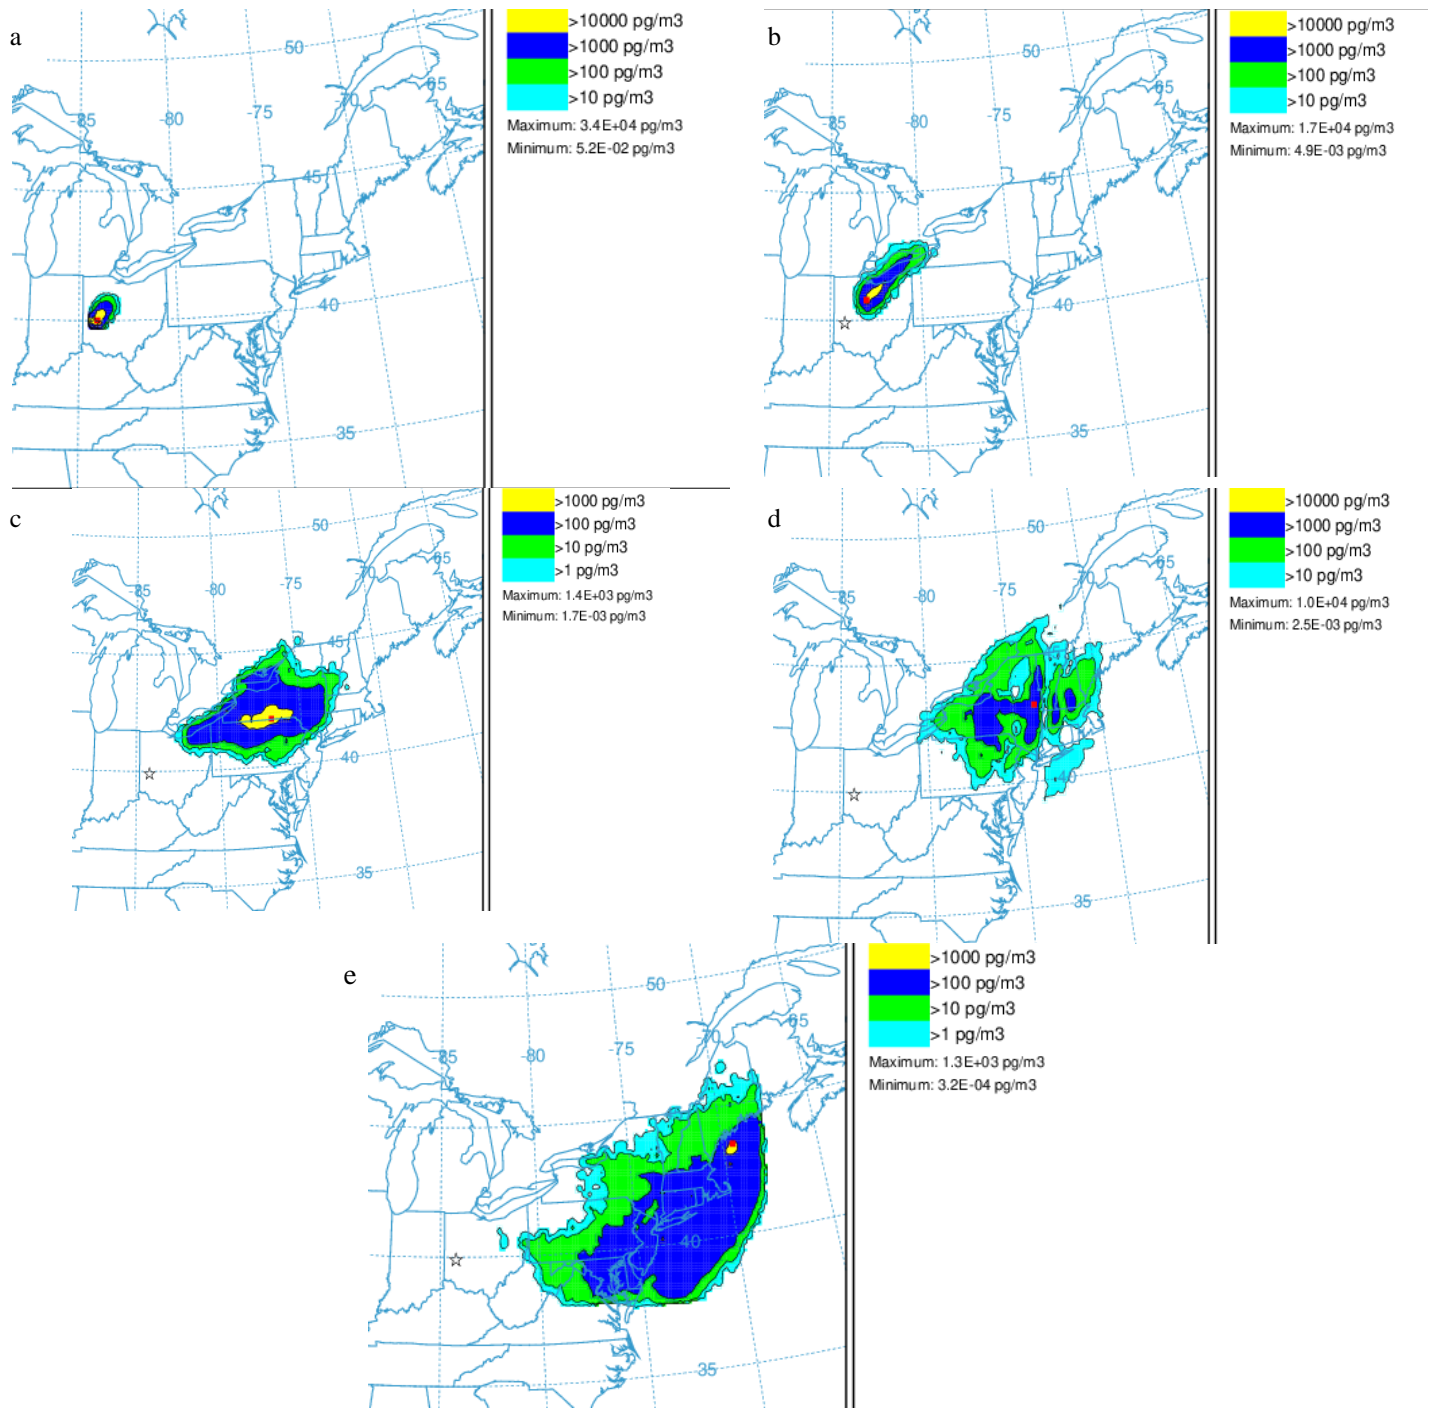 a
>10000 pg/m3
>1000 pg/m3
>100 pg/m3
>10 pg/m3
Maximum: 3.4E+04 pg/m3
Minimum: 5.2E-02 pg/m3
50
65
-70
-75
-80
-85
45
40
35
b
>10000 pg/m3
>1000 pg/m3
>100 pg/m3
>10 pg/m3
Maximum: 1.7E+04 pg/m3
Minimum: 4.9E-03 pg/m3
50
65
-70
-75
-80
-85
45
40
35
c
>1000 pg/m3
>100 pg/m3
>10 pg/m3
>1 pg/m3
Maximum: 1.4E+03 pg/m3
Minimum: 1.7E-03 pg/m3
50
65
-70
-75
-80
-85
45
40
35
d
>10000 pg/m3
>1000 pg/m3
>100 pg/m3
>10 pg/m3
Maximum: 1.0E+04 pg/m3
Minimum: 2.5E-03 pg/m3
50
65
-70
-75
-80
-85
45
40
35
e
>1000 pg/m3
>100 pg/m3
>10 pg/m3
>1 pg/m3
Maximum: 1.3E+03 pg/m3
Minimum: 3.2E-04 pg/m3
50
65
-70
-75
-80
-85
40
35